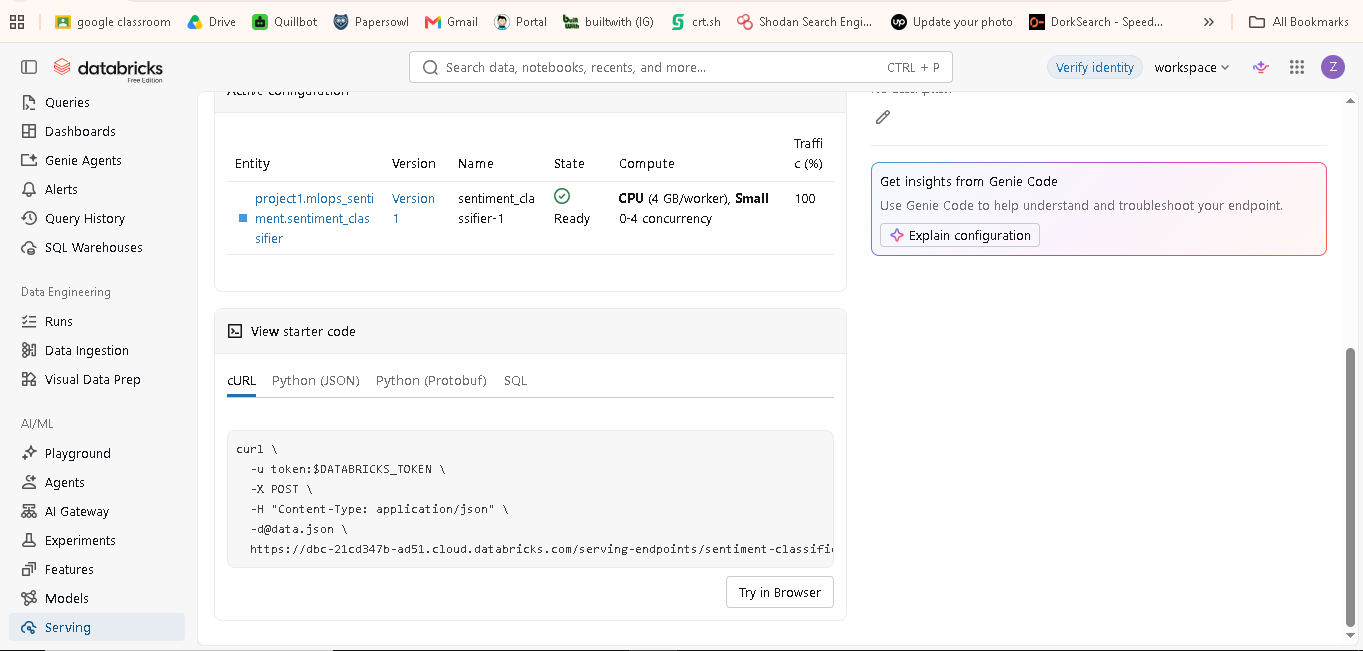 google classroom
Drive
Quillbot
Papersowl
Gmail
Portal
builtwith (IG)
crt.sh
Shodan Search Engi...
Update your photo
DorkSearch - Speed...
»
All Bookmarks
databricks
Free Edition
Search data, notebooks, recents, and more...
CTRL + P
Verify identity
workspace
Z
Queries
Dashboards
Genie Agents
Alerts
Query History
SQL Warehouses
Data Engineering
Runs
Data Ingestion
Visual Data Prep
AI/ML
Playground
Agents
AI Gateway
Experiments
Features
Models
Serving
Active configuration
Entity
Version
Name
State
Compute
Traffi
c (%)
project1.mlops_senti
ment.sentiment_clas
sifier
Version
1
sentiment_cla
ssifier-1
Ready
CPU (4 GB/worker), Small
0-4 concurrency
100
View starter code
cURL
Python (JSON)
Python (Protobuf)
SQL
curl \
-u token:$DATABRICKS_TOKEN \
-X POST \
-H "Content-Type: application/json" \
-d@data.json \
https://dbc-21cd347b-ad51.cloud.databricks.com/serving-endpoints/sentiment-classifie
Try in Browser
No description
Get insights from Genie Code
Use Genie Code to help understand and troubleshoot your endpoint.
Explain configuration